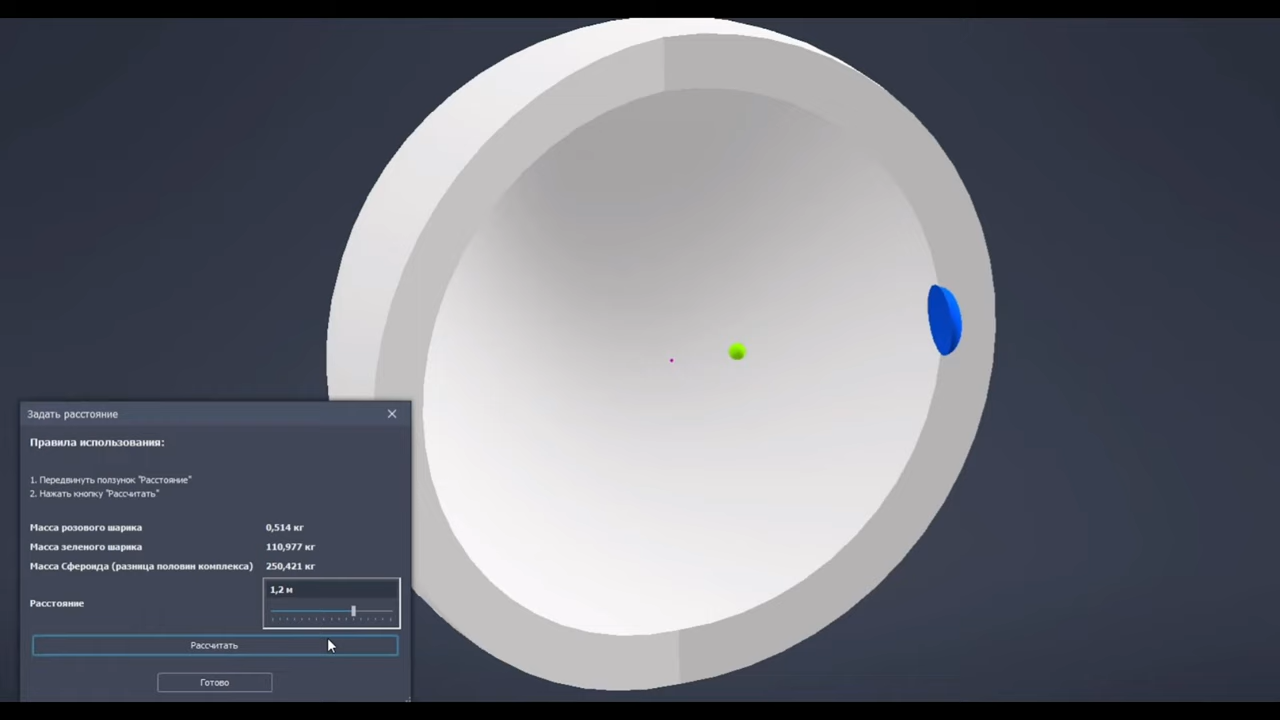 Задать расстояние
Правила использования:
1. Передвинуть ползунок "Расстояние"
2. Нажать кнопку "Рассчитать"
Масса розового шарика 0,514 кг
Масса зеленого шарика 110,977 кг
Масса Сфероида (разница половин комплекса) 250,421 кг
1,2 м
Расстояние
Рассчитать
Готово